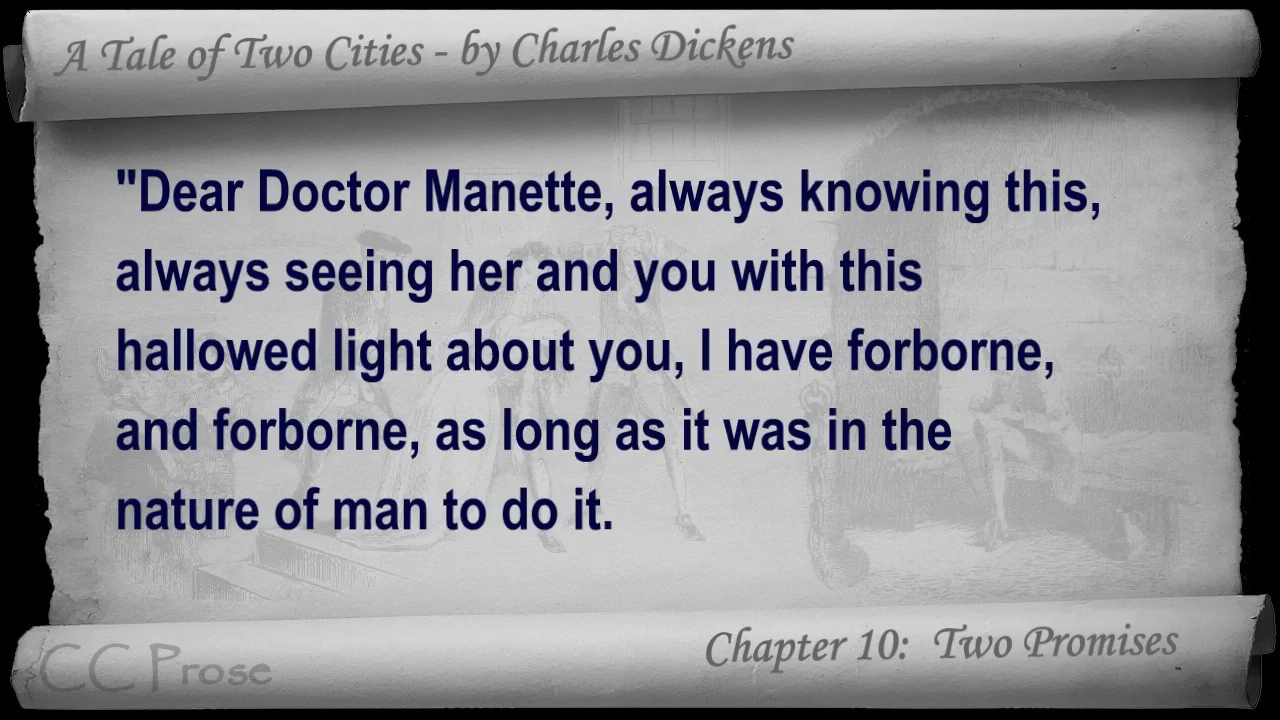 A Tale of Two Cities - by Charles Dickens
"Dear Doctor Manette, always knowing this,
always seeing her and you with this
hallowed light about you, I have forborne,
and forborne, as long as it was in the
nature of man to do it.
Chapter 10: Two Promises
CC Prose